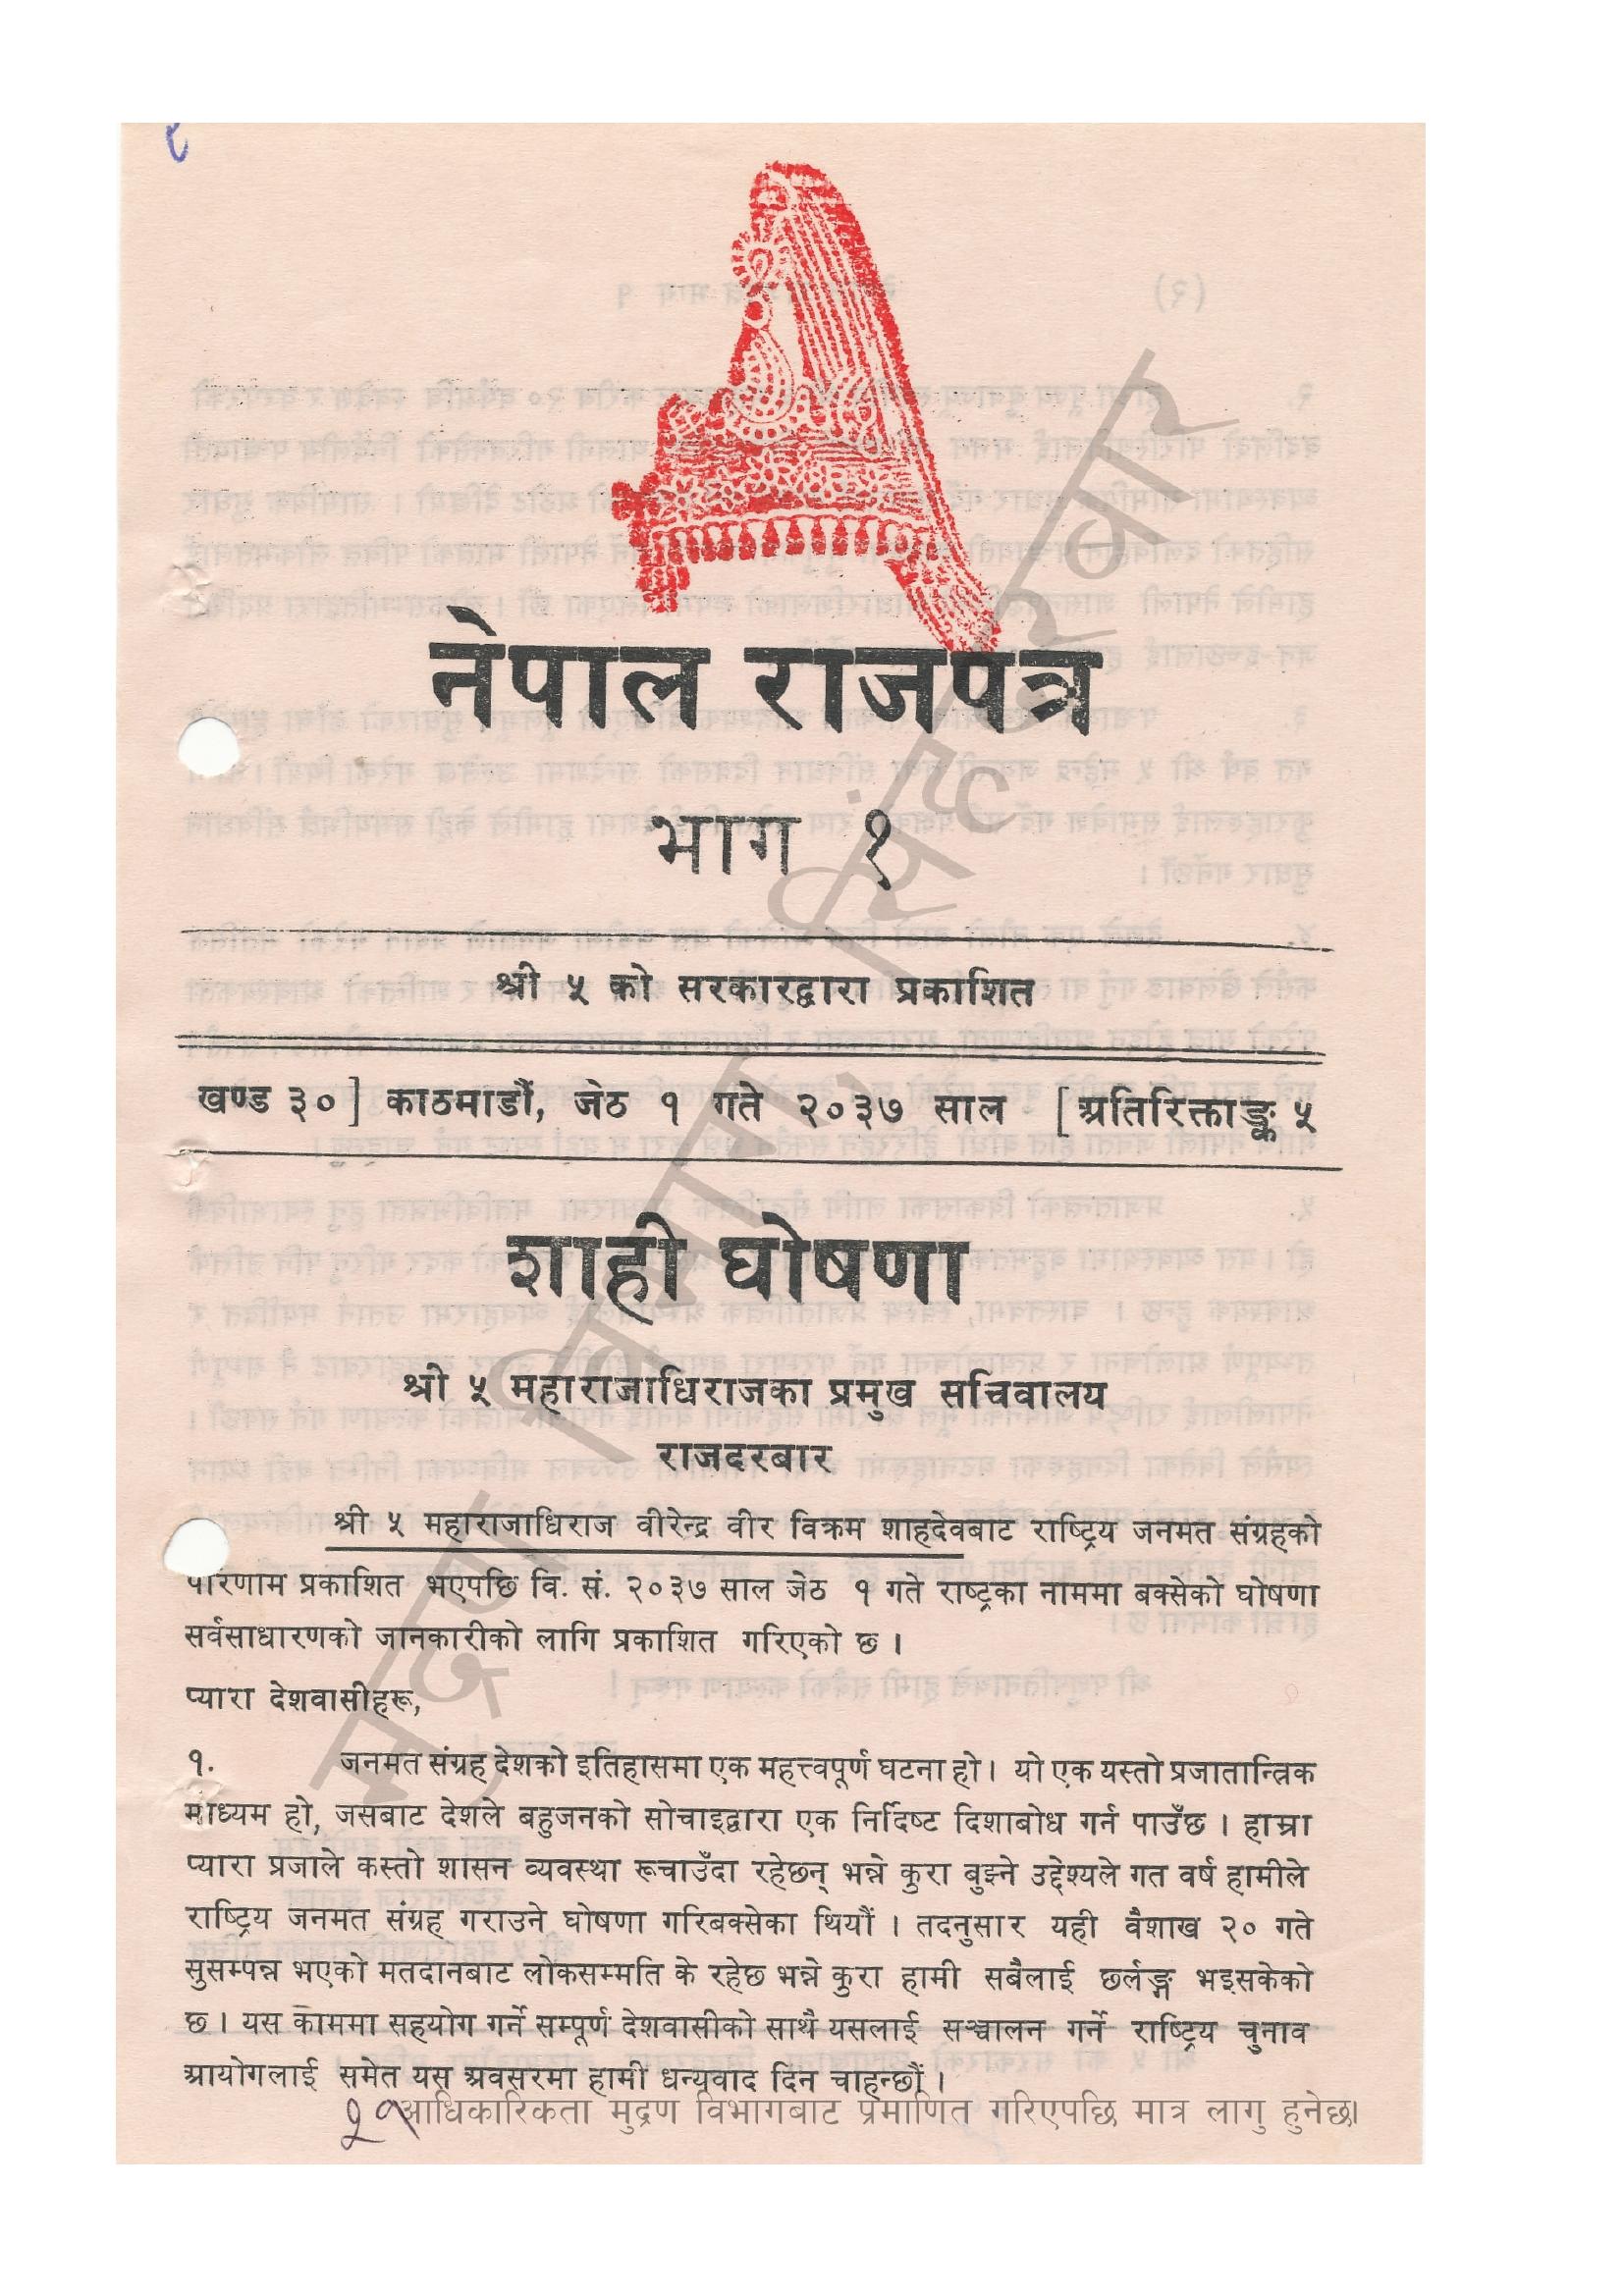 नेपाल राजपत्र
भाग १
श्री ५ को सरकारद्वारा प्रकाशित
खण्ड ३०] काठमाडौं, जेठ १ गते २०३७ साल [अतिरिक्ताङ्क ५
शाही घोषणा
श्री ५ महाराजाधिराजका प्रमुख सचिवालय
राजदरबार
श्री ५ महाराजाधिराज वीरेन्द्र वीर विक्रम शाहदेवबाट राष्ट्रिय जनमत संग्रहको
परिणाम प्रकाशित भएपछि वि. सं. २०३७ साल जेठ १ गते राष्ट्रका नाममा बक्सेको घोषणा
सर्वसाधारणको जानकारीको लागि प्रकाशित गरिएको छ ।
प्यारा देशवासीहरू,
१. जनमत संग्रह देशको इतिहासमा एक महत्त्वपूर्ण घटना हो। यो एक यस्तो प्रजातान्त्रिक
माध्यम हो, जसबाट देशले बहुजनको सोचाइद्वारा एक निर्दिष्ट दिशाबोध गर्न पाउँछ । हाम्रा
प्यारा प्रजाले कस्तो शासन व्यवस्था रूचाउँदा रहेछन् भन्ने कुरा बुझ्ने उद्देश्यले गत वर्ष हामीले
राष्ट्रिय जनमत संग्रह गराउने घोषणा गरिबक्सेका थियौं । तदनुसार यही वैशाख २० गते
सुसम्पन्न भएको मतदानबाट लोकसम्मति के रहेछ भन्ने कुरा हामी सबैलाई छर्लङ्ग भइसकेको
छ । यस काममा सहयोग गर्ने सम्पूर्ण देशवासीको साथै यसलाई सञ्चालन गर्ने राष्ट्रिय चुनाव
आयोगलाई समेत यस अवसरमा हामी धन्यवाद दिन चाहन्छौं ।
आधिकारिकता मुद्रण विभागबाट प्रमाणित गरिएपछि मात्र लागु हुनेछ।
मुद्रण विभाग, सिंहदरबार